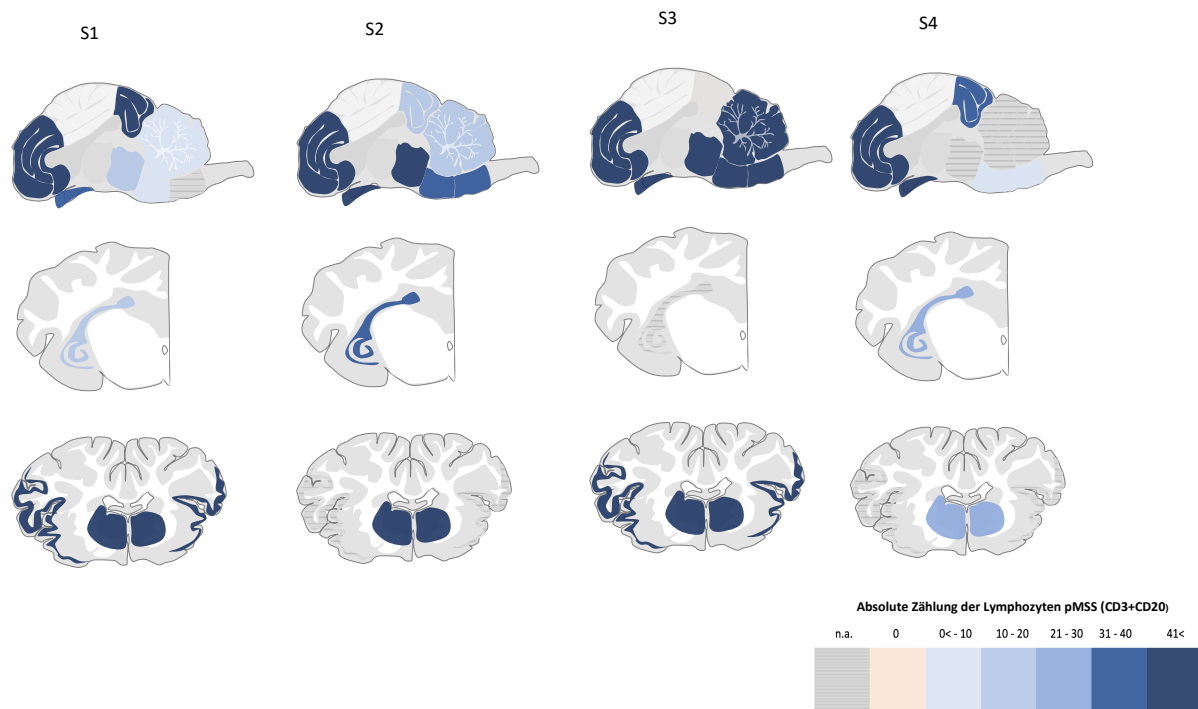 S1 S2 S3 S4
Absolute Zählung der Lymphozyten pMSS (CD3+CD20)
n.a. 0 0< - 10 10 - 20 21 - 30 31 - 40 41<